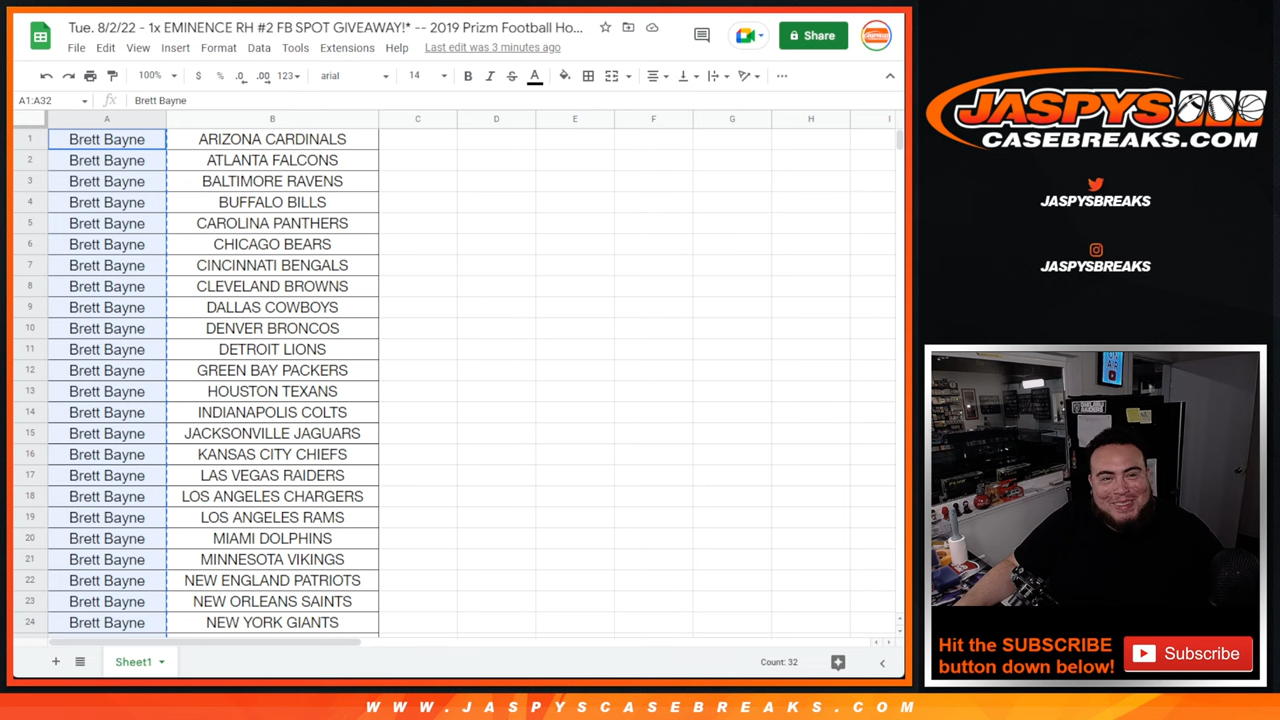 Tue. 8/2/22 - 1x EMINENCE RH #2 FB SPOT GIVEAWAY!* -- 2019 Prizm Football Ho...
File Edit View Insert Format Data Tools Extensions Help Last edit was 3 minutes ago
Share
100% $ % .0 .00 123 arial 14 B I S A
A1:A32 fx Brett Bayne
A B C D E F G H I
1 Brett Bayne ARIZONA CARDINALS
2 Brett Bayne ATLANTA FALCONS
3 Brett Bayne BALTIMORE RAVENS
4 Brett Bayne BUFFALO BILLS
5 Brett Bayne CAROLINA PANTHERS
6 Brett Bayne CHICAGO BEARS
7 Brett Bayne CINCINNATI BENGALS
8 Brett Bayne CLEVELAND BROWNS
9 Brett Bayne DALLAS COWBOYS
10 Brett Bayne DENVER BRONCOS
11 Brett Bayne DETROIT LIONS
12 Brett Bayne GREEN BAY PACKERS
13 Brett Bayne HOUSTON TEXANS
14 Brett Bayne INDIANAPOLIS COLTS
15 Brett Bayne JACKSONVILLE JAGUARS
16 Brett Bayne KANSAS CITY CHIEFS
17 Brett Bayne LAS VEGAS RAIDERS
18 Brett Bayne LOS ANGELES CHARGERS
19 Brett Bayne LOS ANGELES RAMS
20 Brett Bayne MIAMI DOLPHINS
21 Brett Bayne MINNESOTA VIKINGS
22 Brett Bayne NEW ENGLAND PATRIOTS
23 Brett Bayne NEW ORLEANS SAINTS
24 Brett Bayne NEW YORK GIANTS
Sheet1 Count: 32
JASPYS
CASEBREAKS.COM
JASPYSBREAKS
JASPYSBREAKS
Hit the SUBSCRIBE
button down below!
Subscribe
WWW.JASPYSCASEBREAKS.COM